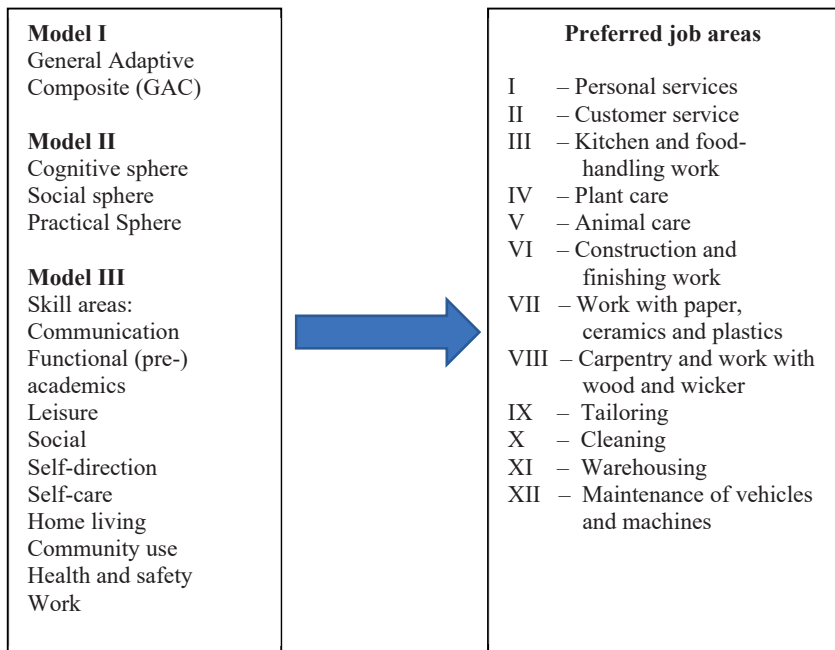 Model I
General Adaptive
Composite (GAC)
Model II
Cognitive sphere
Social sphere
Practical Sphere
Model III
Skill areas:
Communication
Functional (pre-)
academics
Leisure
Social
Self-direction
Self-care
Home living
Community use
Health and safety
Work
Preferred job areas
I – Personal services
II – Customer service
III – Kitchen and food-
handling work
IV – Plant care
V – Animal care
VI – Construction and
finishing work
VII – Work with paper,
ceramics and plastics
VIII – Carpentry and work with
wood and wicker
IX – Tailoring
X – Cleaning
XI – Warehousing
XII – Maintenance of vehicles
and machines